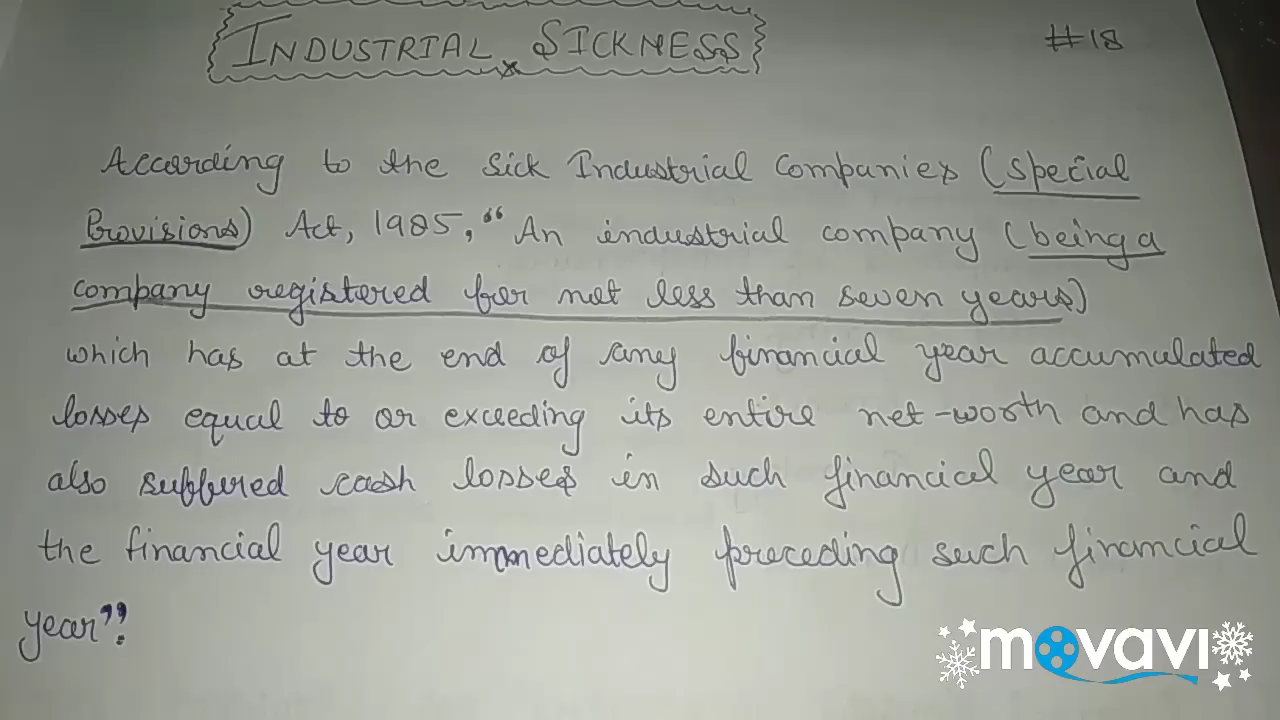 INDUSTRIAL SICKNESS
#18
According to the Sick Industrial Companies (Special
Provisions) Act, 1985, "An industrial company (being a
company registered for not less than seven years)
which has at the end of any financial year accumulated
losses equal to or exceeding its entire net-worth and has
also suffered cash losses in such financial year and
the financial year immediately preceding such financial
year".
movavi